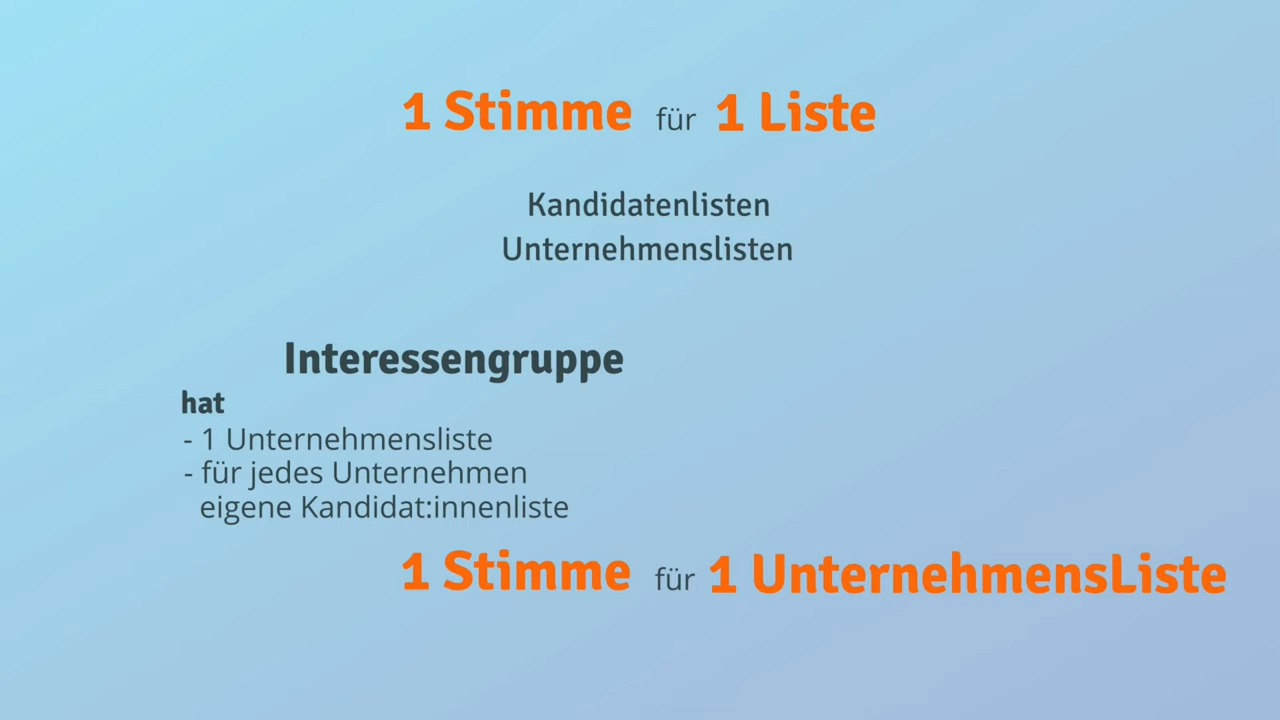 1 Stimme für 1 Liste
Kandidatenlisten
Unternehmenslisten
Interessengruppe
hat
- 1 Unternehmensliste
- für jedes Unternehmen
eigene Kandidat:innenliste
1 Stimme für 1 UnternehmensListe